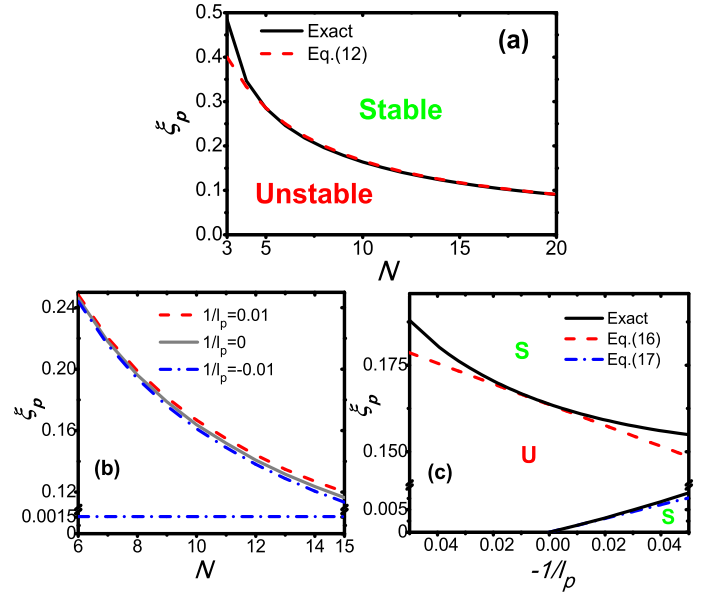 0.5
0.4
0.3
0.2
0.1
0.0
ξp
Exact
Eq.(12)
(a)
Stable
Unstable
3 5 10 15 20
N
0.24
0.20
0.16
0.12
0.0015
0
ξp
1/lp=0.01
1/lp=0
1/lp=-0.01
(b)
6 8 10 12 14 15
N
0.175
0.150
0.005
0
ξp
Exact
Eq.(16)
Eq.(17)
S
U
(c)
S
0.04 0.02 0.00 0.02 0.04
-1/lp